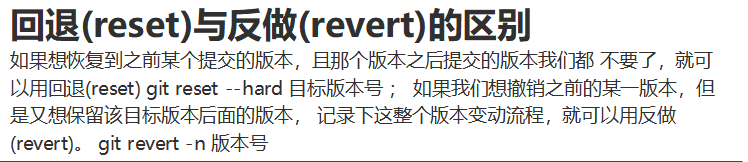 回退(reset)与反做(revert)的区别
如果想恢复到之前某个提交的版本，且那个版本之后提交的版本我们都 不要了，就可
以用回退(reset) git reset --hard 目标版本号 ； 如果我们想撤销之前的某一版本，但
是又想保留该目标版本后面的版本， 记录下这整个版本变动流程，就可以用反做
(revert)。 git revert -n 版本号